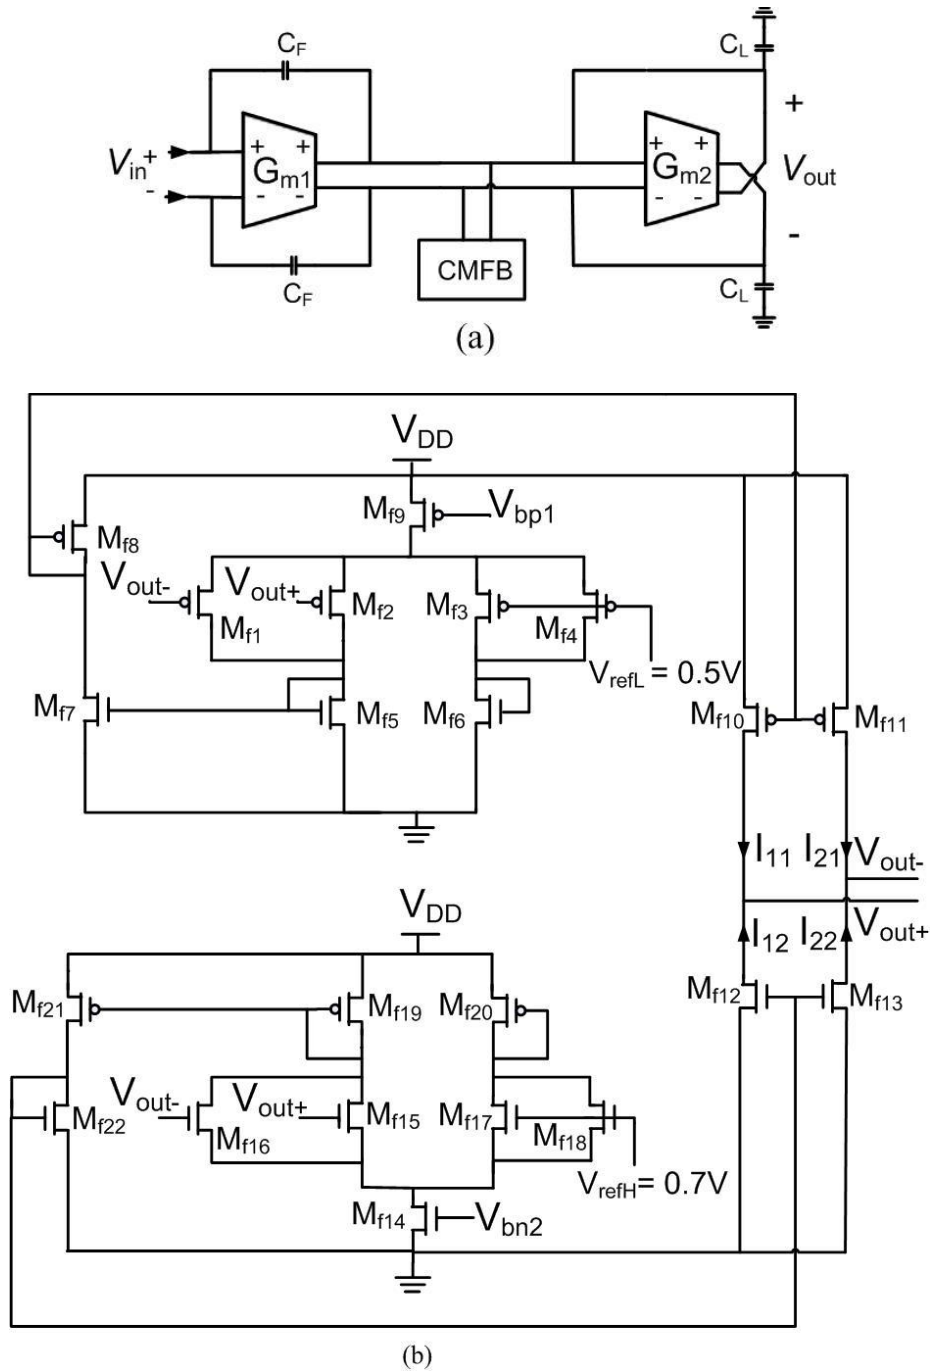 C_F
C_L
V_in
+
-
+ +
G_m1
- -
+ +
G_m2
- -
+
V_out
-
CMFB
C_F
C_L
(a)
V_DD
M_f9
V_bp1
M_f8
V_out-
V_out+
M_f2
M_f3
M_f1
M_f4
V_refL = 0.5V
M_f7
M_f5
M_f6
M_f10
M_f11
I_11
I_21
V_out-
V_out+
I_12
I_22
V_DD
M_f21
M_f19
M_f20
M_f12
M_f13
V_out-
V_out+
M_f15
M_f17
M_f22
M_f16
M_f18
V_refH = 0.7V
M_f14
V_bn2
(b)